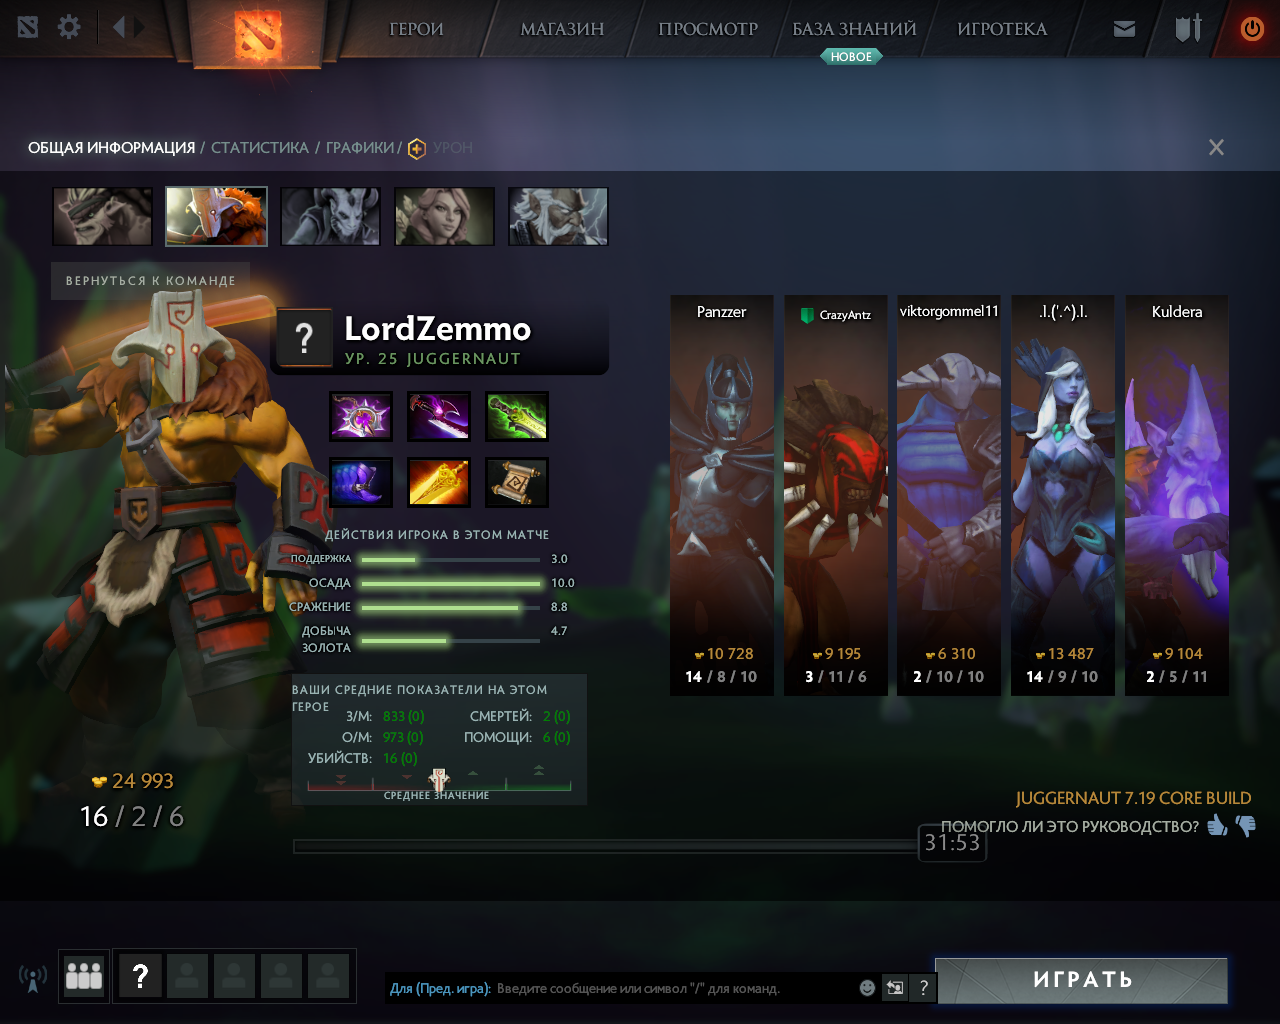 ГЕРОИ
МАГАЗИН
ПРОСМОТР
БАЗА ЗНАНИЙ
ИГРОТЕКА
НОВОЕ
ОБЩАЯ ИНФОРМАЦИЯ / СТАТИСТИКА / ГРАФИКИ / УРОН
ВЕРНУТЬСЯ К КОМАНДЕ
?
LordZemmo
УР. 25 JUGGERNAUT
ДЕЙСТВИЯ ИГРОКА В ЭТОМ МАТЧЕ
ПОДДЕРЖКА 3.0
ОСАДА 10.0
СРАЖЕНИЕ 8.8
ДОБЫЧА
ЗОЛОТА 4.7
ВАШИ СРЕДНИЕ ПОКАЗАТЕЛИ НА ЭТОМ
ГЕРОЕ
З/М: 833 (0) СМЕРТЕЙ: 2 (0)
О/М: 973 (0) ПОМОЩИ: 6 (0)
УБИЙСТВ: 16 (0)
СРЕДНЕЕ ЗНАЧЕНИЕ
24 993
16 / 2 / 6
Panzzer
10 728
14 / 8 / 10
CrazyAntz
9 195
3 / 11 / 6
viktorgommel11
6 310
2 / 10 / 10
.l.('.^).l.
13 487
14 / 9 / 10
Kuldera
9 104
2 / 5 / 11
JUGGERNAUT 7.19 CORE BUILD
ПОМОГЛО ЛИ ЭТО РУКОВОДСТВО?
31:53
?
Для (Пред. игра): Введите сообщение или символ "/" для команд.
?
ИГРАТЬ